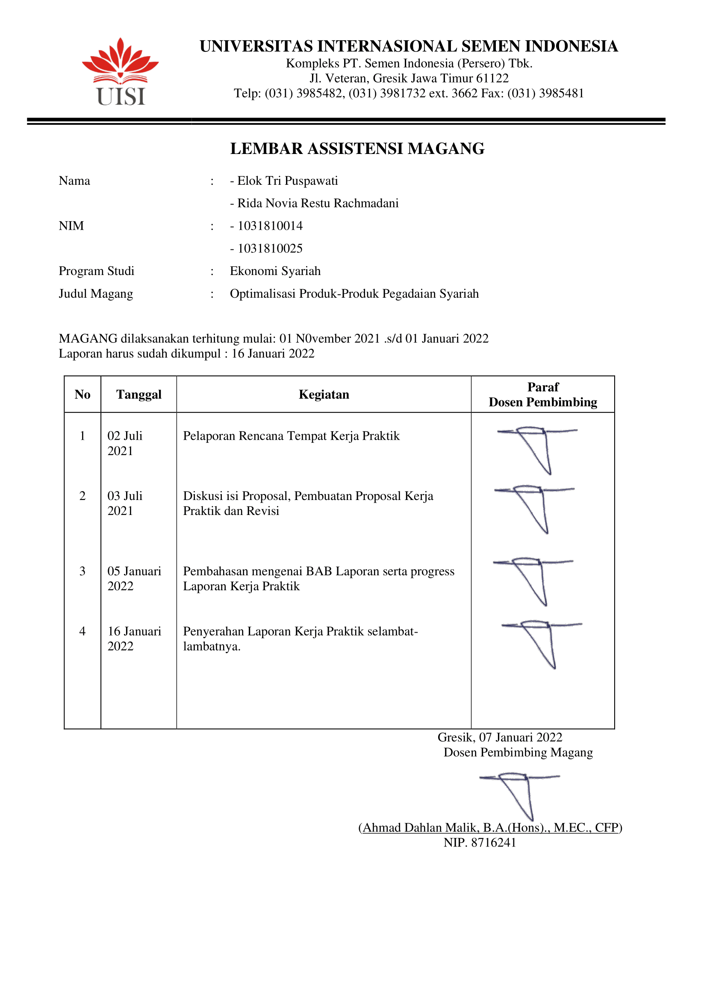 UISI
UNIVERSITAS INTERNASIONAL SEMEN INDONESIA
Kompleks PT. Semen Indonesia (Persero) Tbk.
Jl. Veteran, Gresik Jawa Timur 61122
Telp: (031) 3985482, (031) 3981732 ext. 3662 Fax: (031) 3985481
LEMBAR ASSISTENSI MAGANG
Nama : - Elok Tri Puspawati
- Rida Novia Restu Rachmadani
NIM : - 1031810014
- 1031810025
Program Studi : Ekonomi Syariah
Judul Magang : Optimalisasi Produk-Produk Pegadaian Syariah
MAGANG dilaksanakan terhitung mulai: 01 N0vember 2021 .s/d 01 Januari 2022
Laporan harus sudah dikumpul : 16 Januari 2022
No Tanggal Kegiatan Paraf
Dosen Pembimbing
1 02 Juli Pelaporan Rencana Tempat Kerja Praktik
2021
2 03 Juli Diskusi isi Proposal, Pembuatan Proposal Kerja
2021 Praktik dan Revisi
3 05 Januari Pembahasan mengenai BAB Laporan serta progress
2022 Laporan Kerja Praktik
4 16 Januari Penyerahan Laporan Kerja Praktik selambat-
2022 lambatnya.
Gresik, 07 Januari 2022
Dosen Pembimbing Magang
(Ahmad Dahlan Malik, B.A.(Hons)., M.EC., CFP)
NIP. 8716241